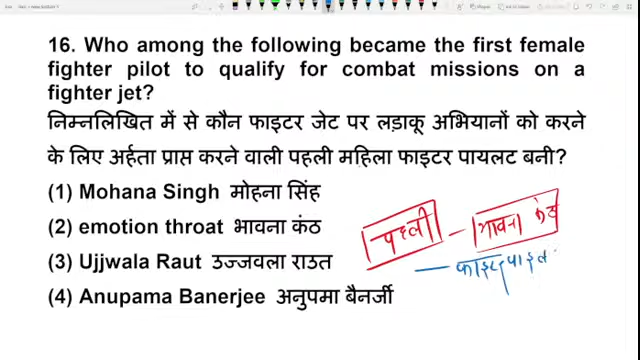 16. Who among the following became the first female
fighter pilot to qualify for combat missions on a
fighter jet?
निम्नलिखित में से कौन फाइटर जेट पर लड़ाकू अभियानों को करने
के लिए अर्हता प्राप्त करने वाली पहली महिला फाइटर पायलट बनी?
(1) Mohana Singh मोहना सिंह
(2) emotion throat भावना कंठ
(3) Ujjwala Raut उज्जवला राउत
(4) Anupama Banerjee अनुपमा बैनर्जी
पहली - भावना कंठ